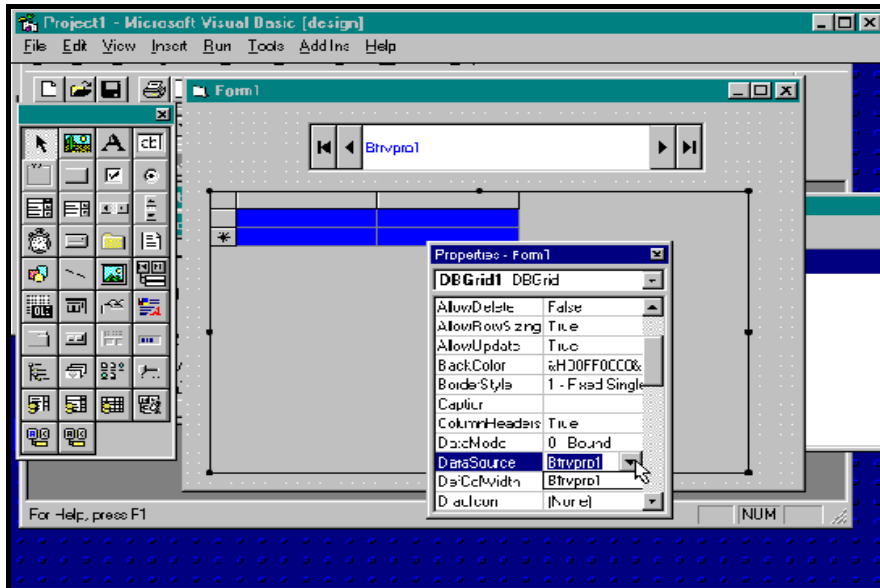 Project1 - Microsoft Visual Basic [design]
File Edit View Insert Run Tools Add-Ins Help
Form1
Btrvpro1
Properties - Form1
DBGrid1 DBGrid
AllowDelete False
AllowRowSizing True
AllowUpdate True
BackColor
BorderStyle 1 - Fixed Single
Caption
ColumnHeaders True
DataMode 0 - Bound
DataSource Btrvpro1
DefColWidth Btrvpro1
DragIcon (None)
For Help, press F1
NUM